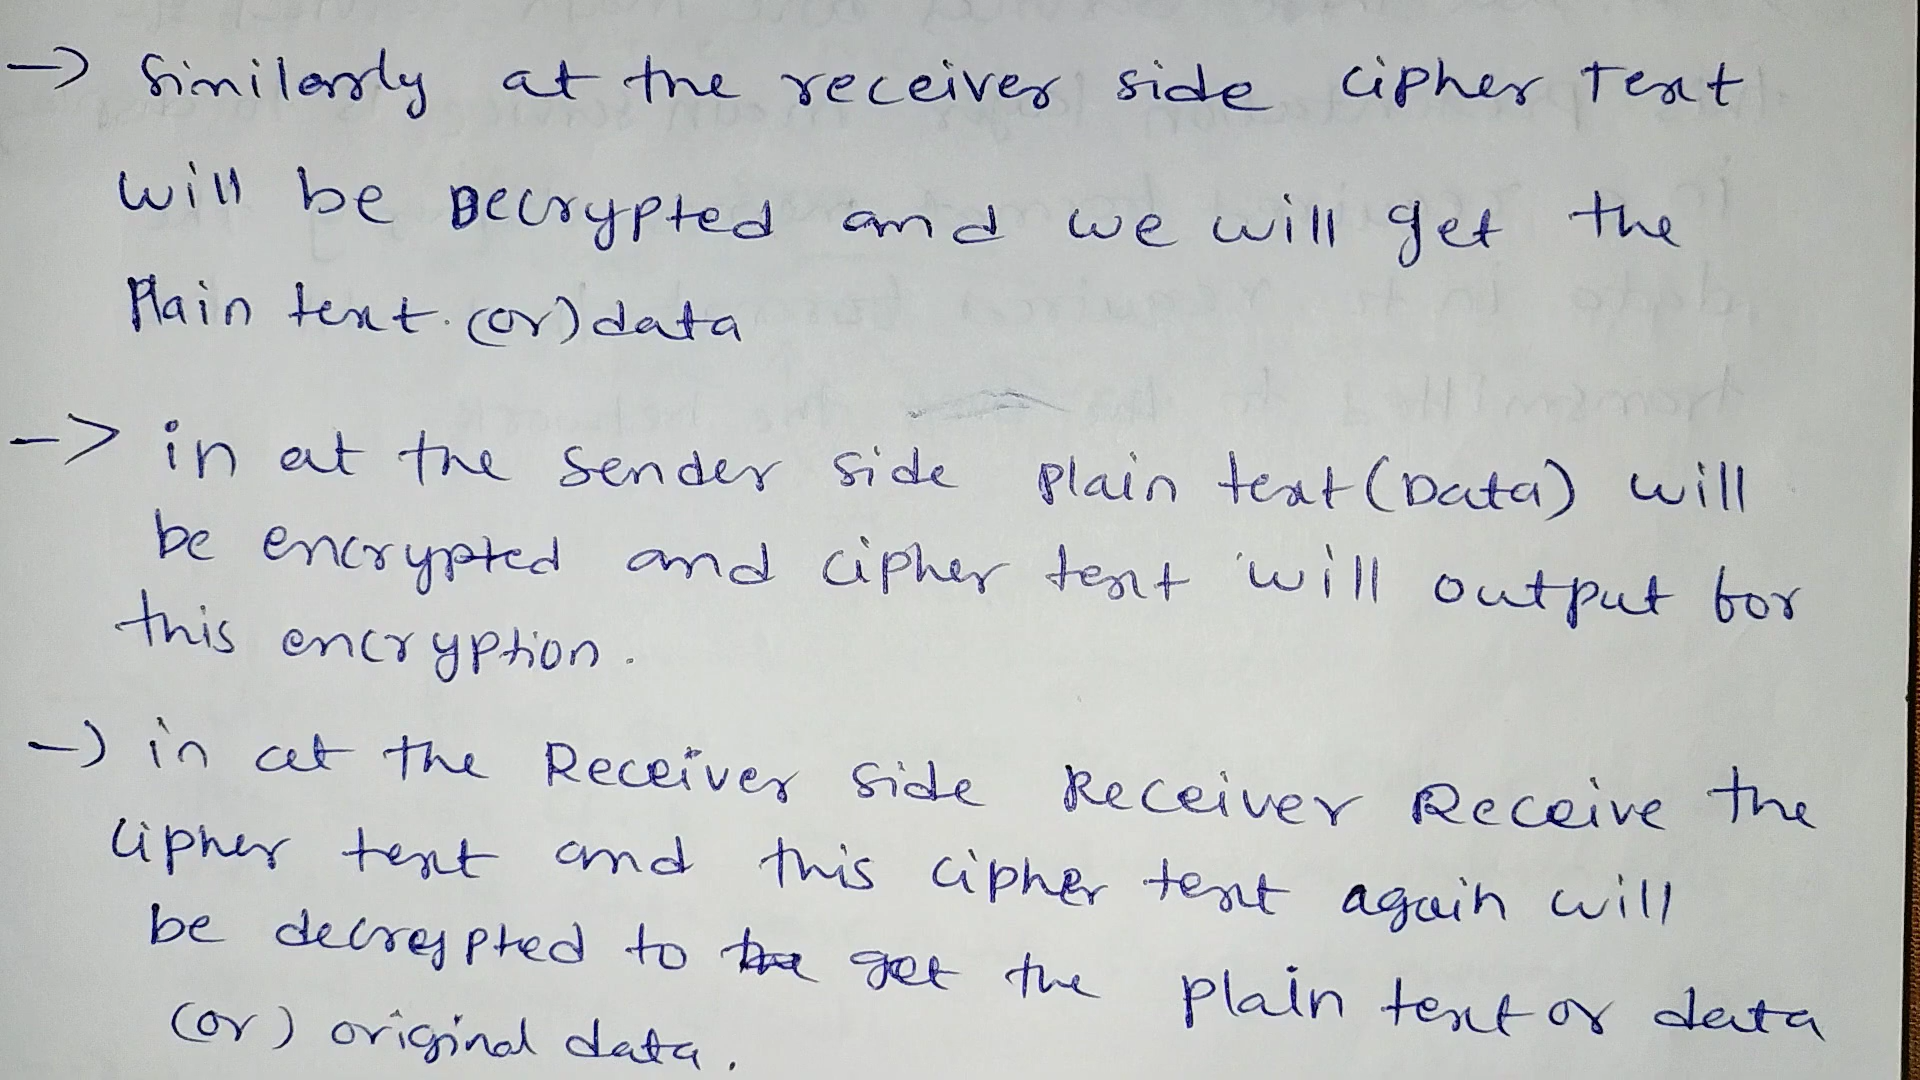 -> Similarly at the receiver side cipher Text
will be Decrypted and we will get the
Plain text. (or) data
-> in at the Sender side plain text (Data) will
be encrypted and cipher text will output for
this encryption.
-> in at the Receiver side Receiver Receive the
cipher text and this cipher text again will
be decrypted to get the plain text or data
(or) original data.